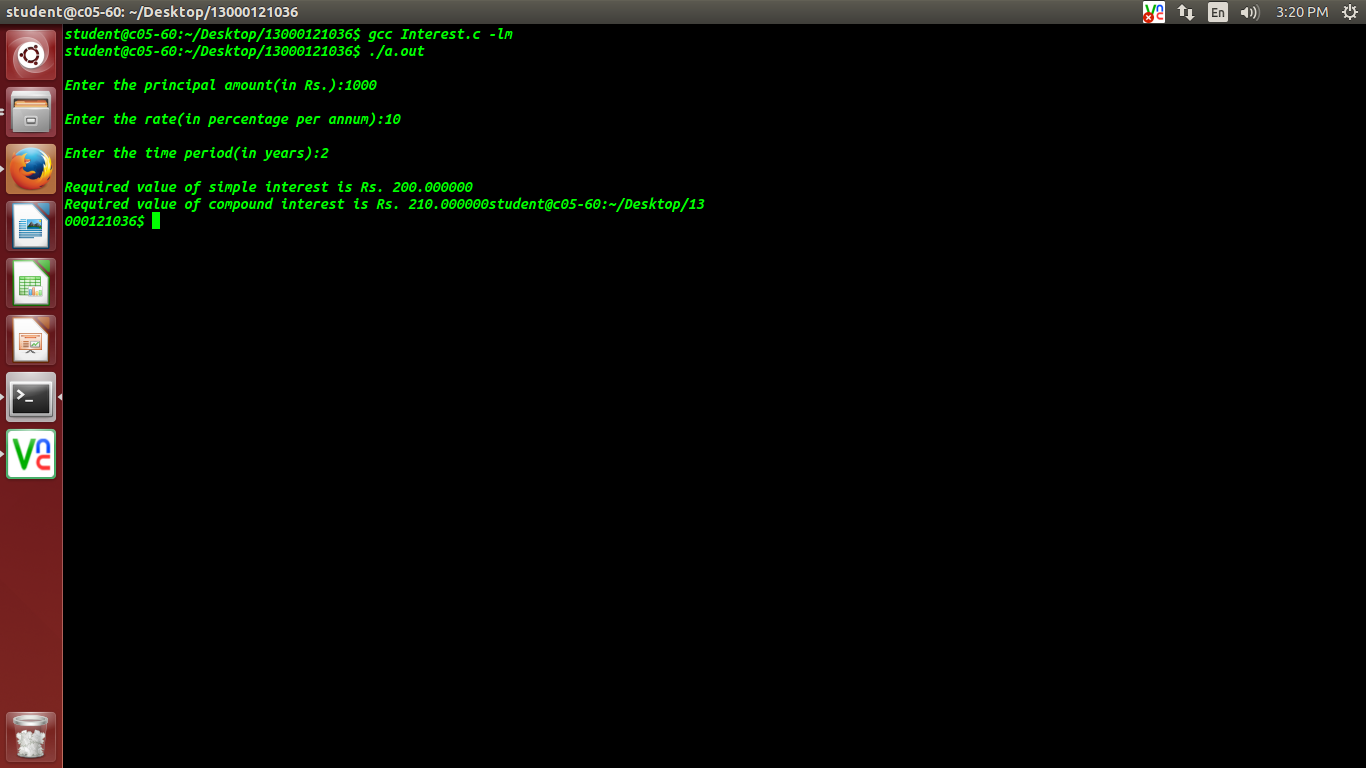 student@c05-60: ~/Desktop/13000121036
En
3:20 PM
student@c05-60:~/Desktop/13000121036$ gcc Interest.c -lm
student@c05-60:~/Desktop/13000121036$ ./a.out
Enter the principal amount(in Rs.):1000
Enter the rate(in percentage per annum):10
Enter the time period(in years):2
Required value of simple interest is Rs. 200.000000
Required value of compound interest is Rs. 210.000000student@c05-60:~/Desktop/13
000121036$